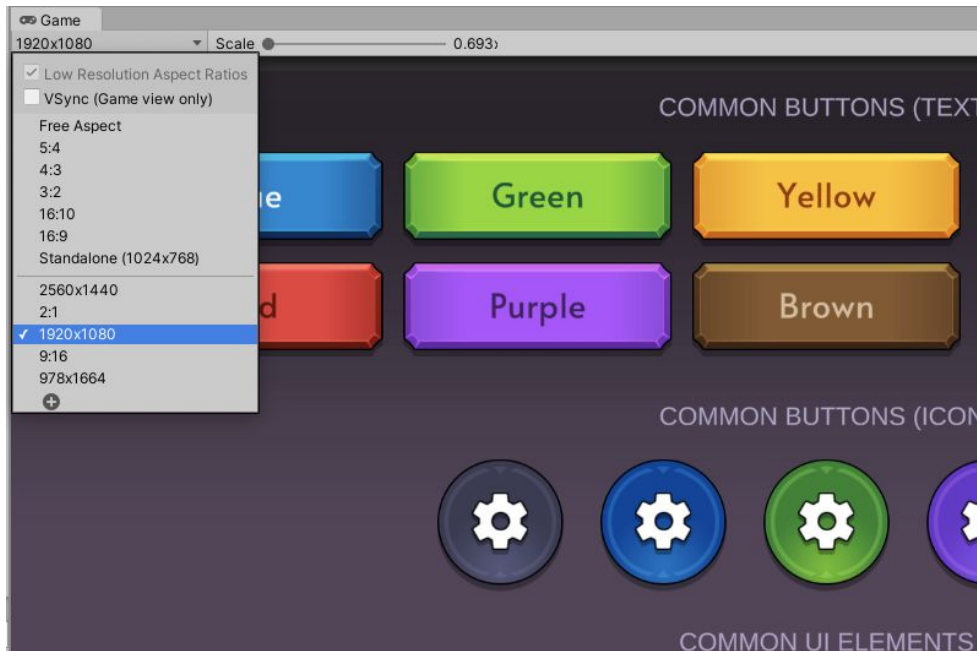 Game
1920x1080 Scale 0.693x
Low Resolution Aspect Ratios
VSync (Game view only)
Free Aspect
5:4
4:3
3:2
16:10
16:9
Standalone (1024x768)
2560x1440
2:1
1920x1080
9:16
978x1664
COMMON BUTTONS (TEXT
ue Green Yellow
d Purple Brown
COMMON BUTTONS (ICON
COMMON UI ELEMENTS